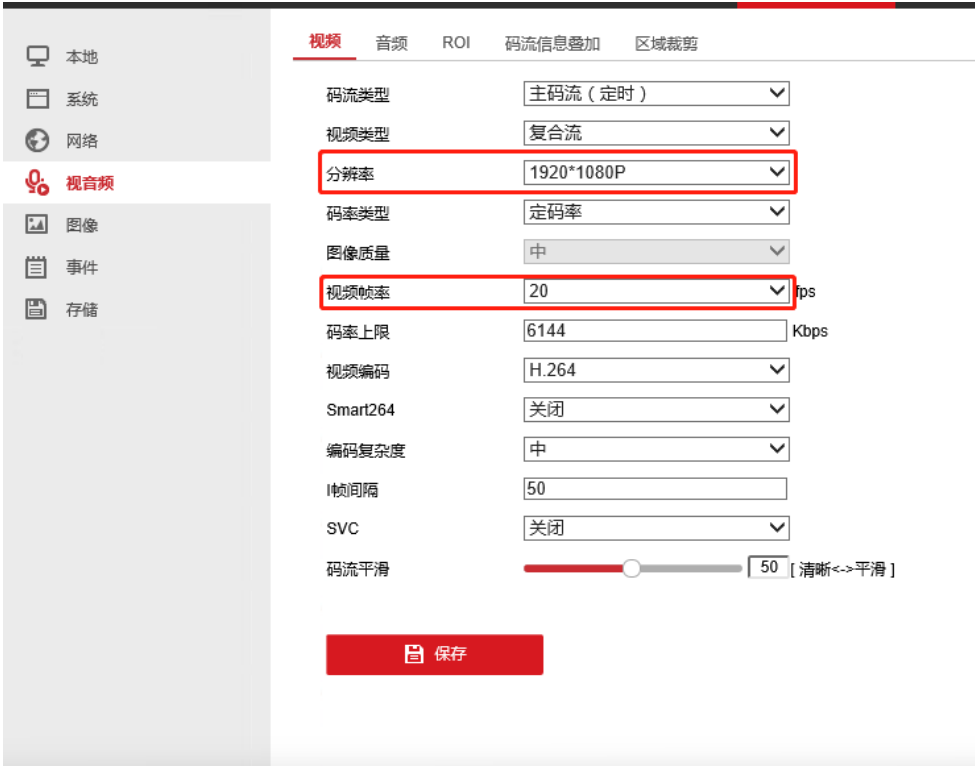 本地
系统
网络
视音频
图像
事件
存储
视频 音频 ROI 码流信息叠加 区域裁剪
码流类型 主码流（定时）
视频类型 复合流
分辨率 1920*1080P
码率类型 定码率
图像质量 中
视频帧率 20 fps
码率上限 6144 Kbps
视频编码 H.264
Smart264 关闭
编码复杂度 中
I帧间隔 50
SVC 关闭
码流平滑 50 [ 清晰<->平滑 ]
保存